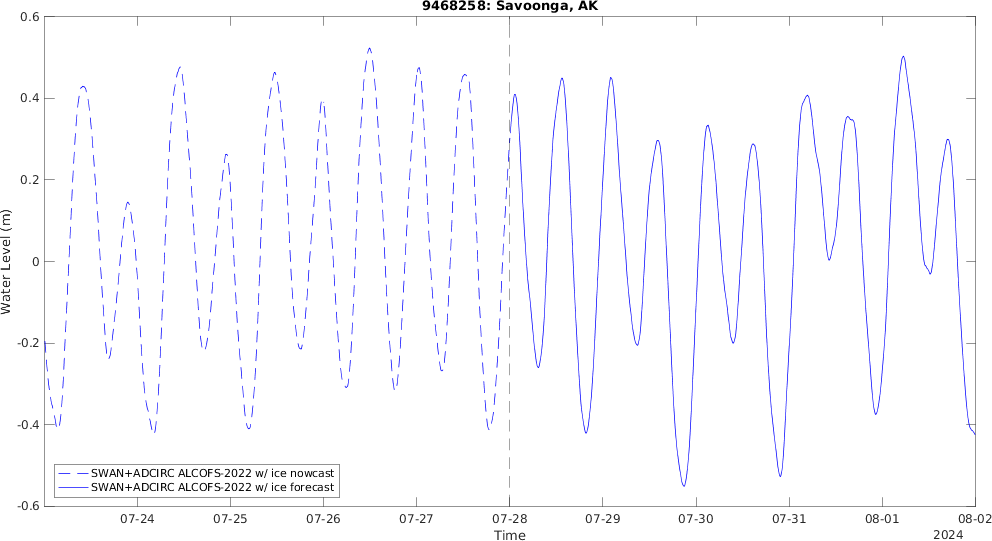 9468258: Savoonga, AK
Water Level (m)
0.6
0.4
0.2
0
-0.2
-0.4
-0.6
SWAN+ADCIRC ALCOFS-2022 w/ ice nowcast
SWAN+ADCIRC ALCOFS-2022 w/ ice forecast
07-24 07-25 07-26 07-27 07-28 07-29 07-30 07-31 08-01 08-02
Time
2024